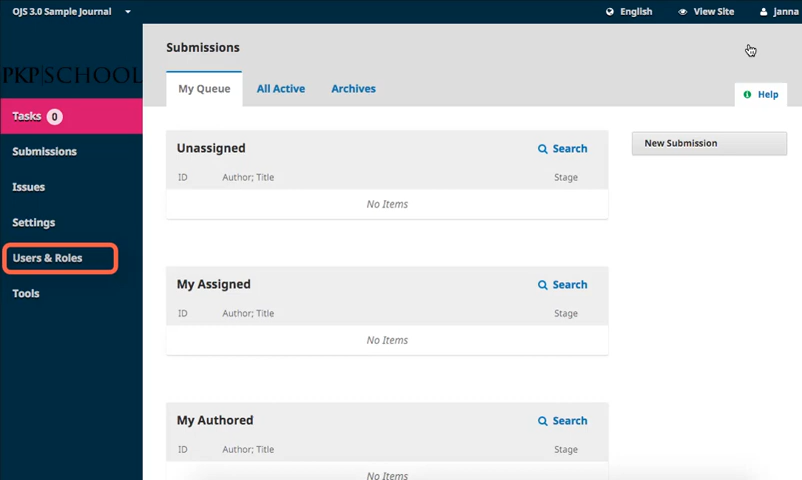 OJS 3.0 Sample Journal
English
View Site
Janna
PKP|SCHOOL
Tasks 0
Submissions
Issues
Settings
Users & Roles
Tools
Submissions
My Queue
All Active
Archives
Help
New Submission
Unassigned
Search
ID Author; Title Stage
No Items
My Assigned
Search
ID Author; Title Stage
No Items
My Authored
Search
ID Author; Title Stage
No Items